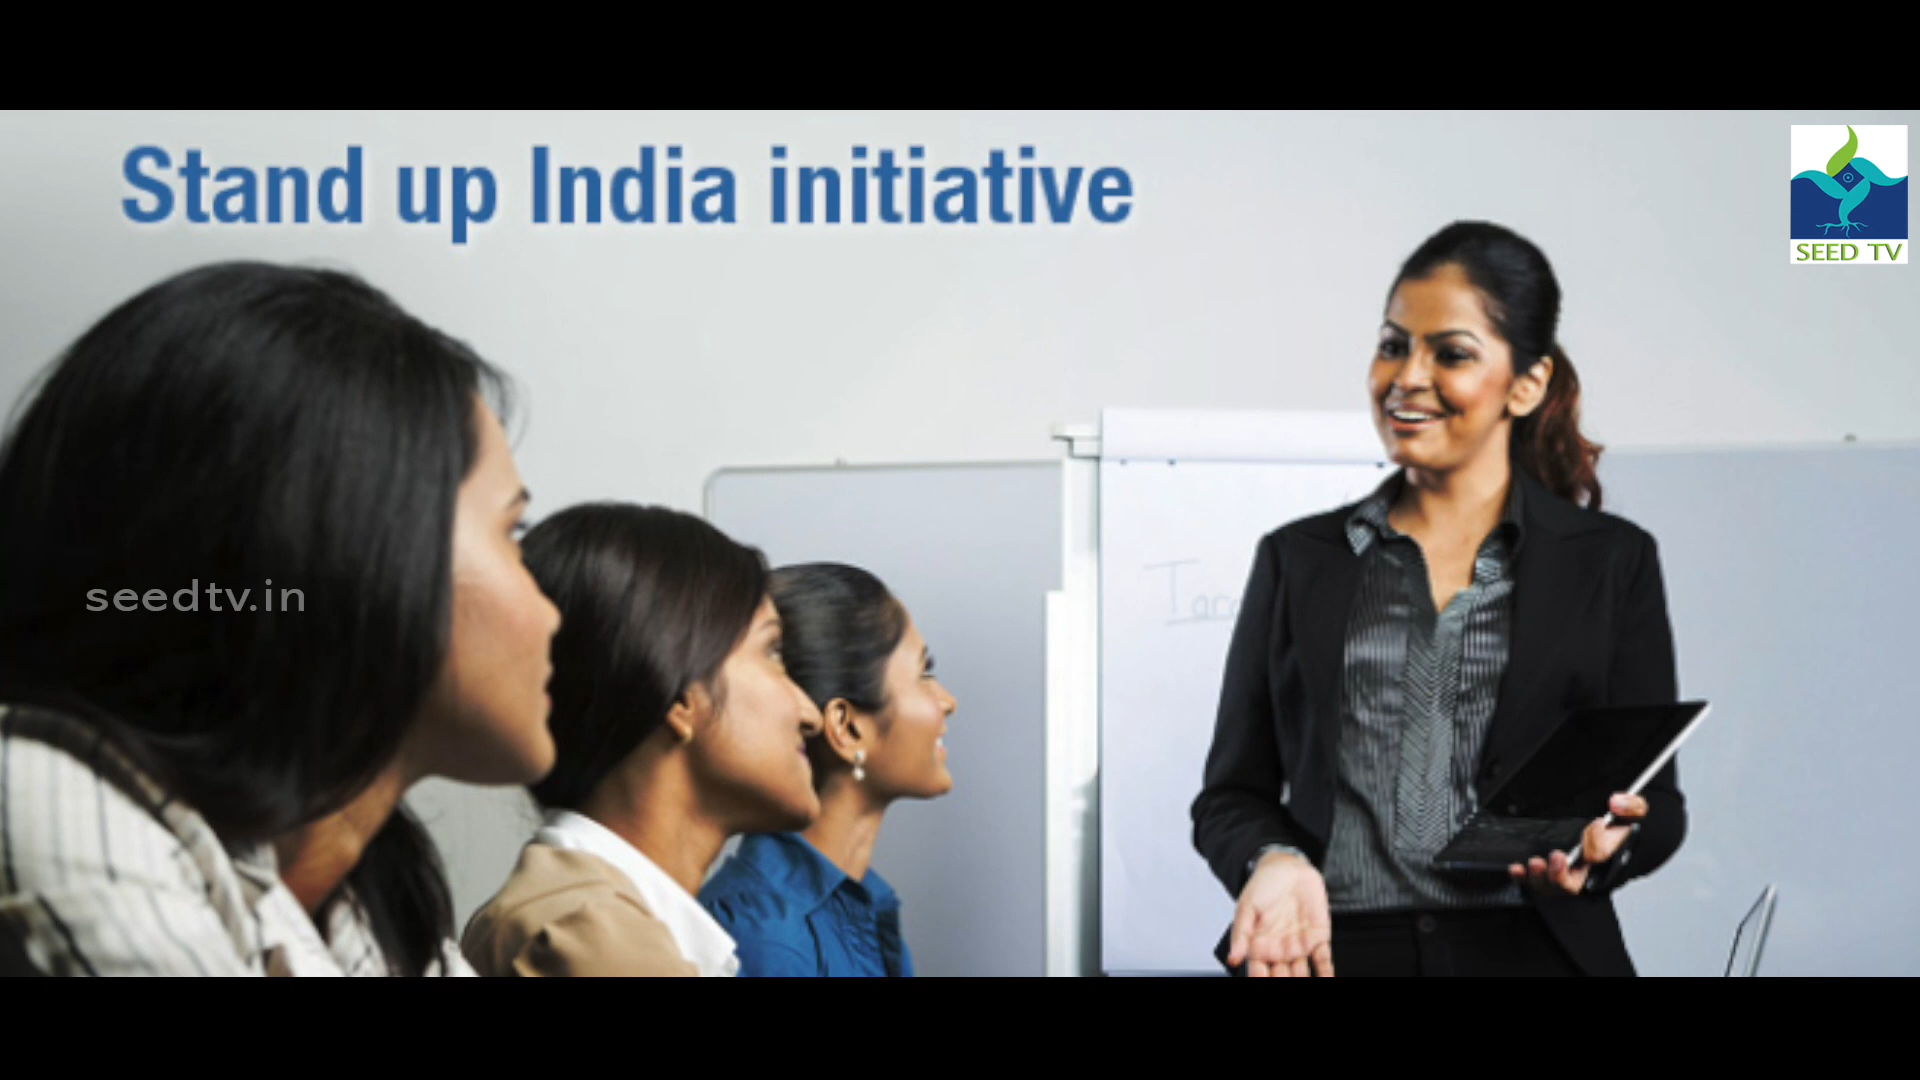 Stand up India initiative
SEED TV
seedtv.in